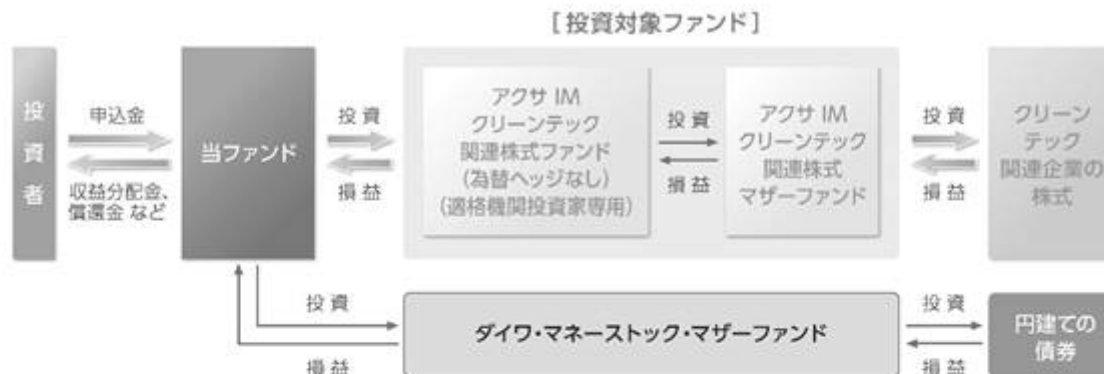 [投資対象ファンド]
投資者
申込金
収益分配金、
償還金 など
当ファンド
投 資
損 益
アクサ IM
クリーンテック
関連株式ファンド
(為替ヘッジなし)
(適格機関投資家専用)
投 資
損 益
アクサ IM
クリーンテック
関連株式
マザーファンド
投 資
損 益
クリーン
テック
関連企業の
株式
投 資
損 益
ダイワ・マネーストック・マザーファンド
投 資
損 益
円建ての
債券